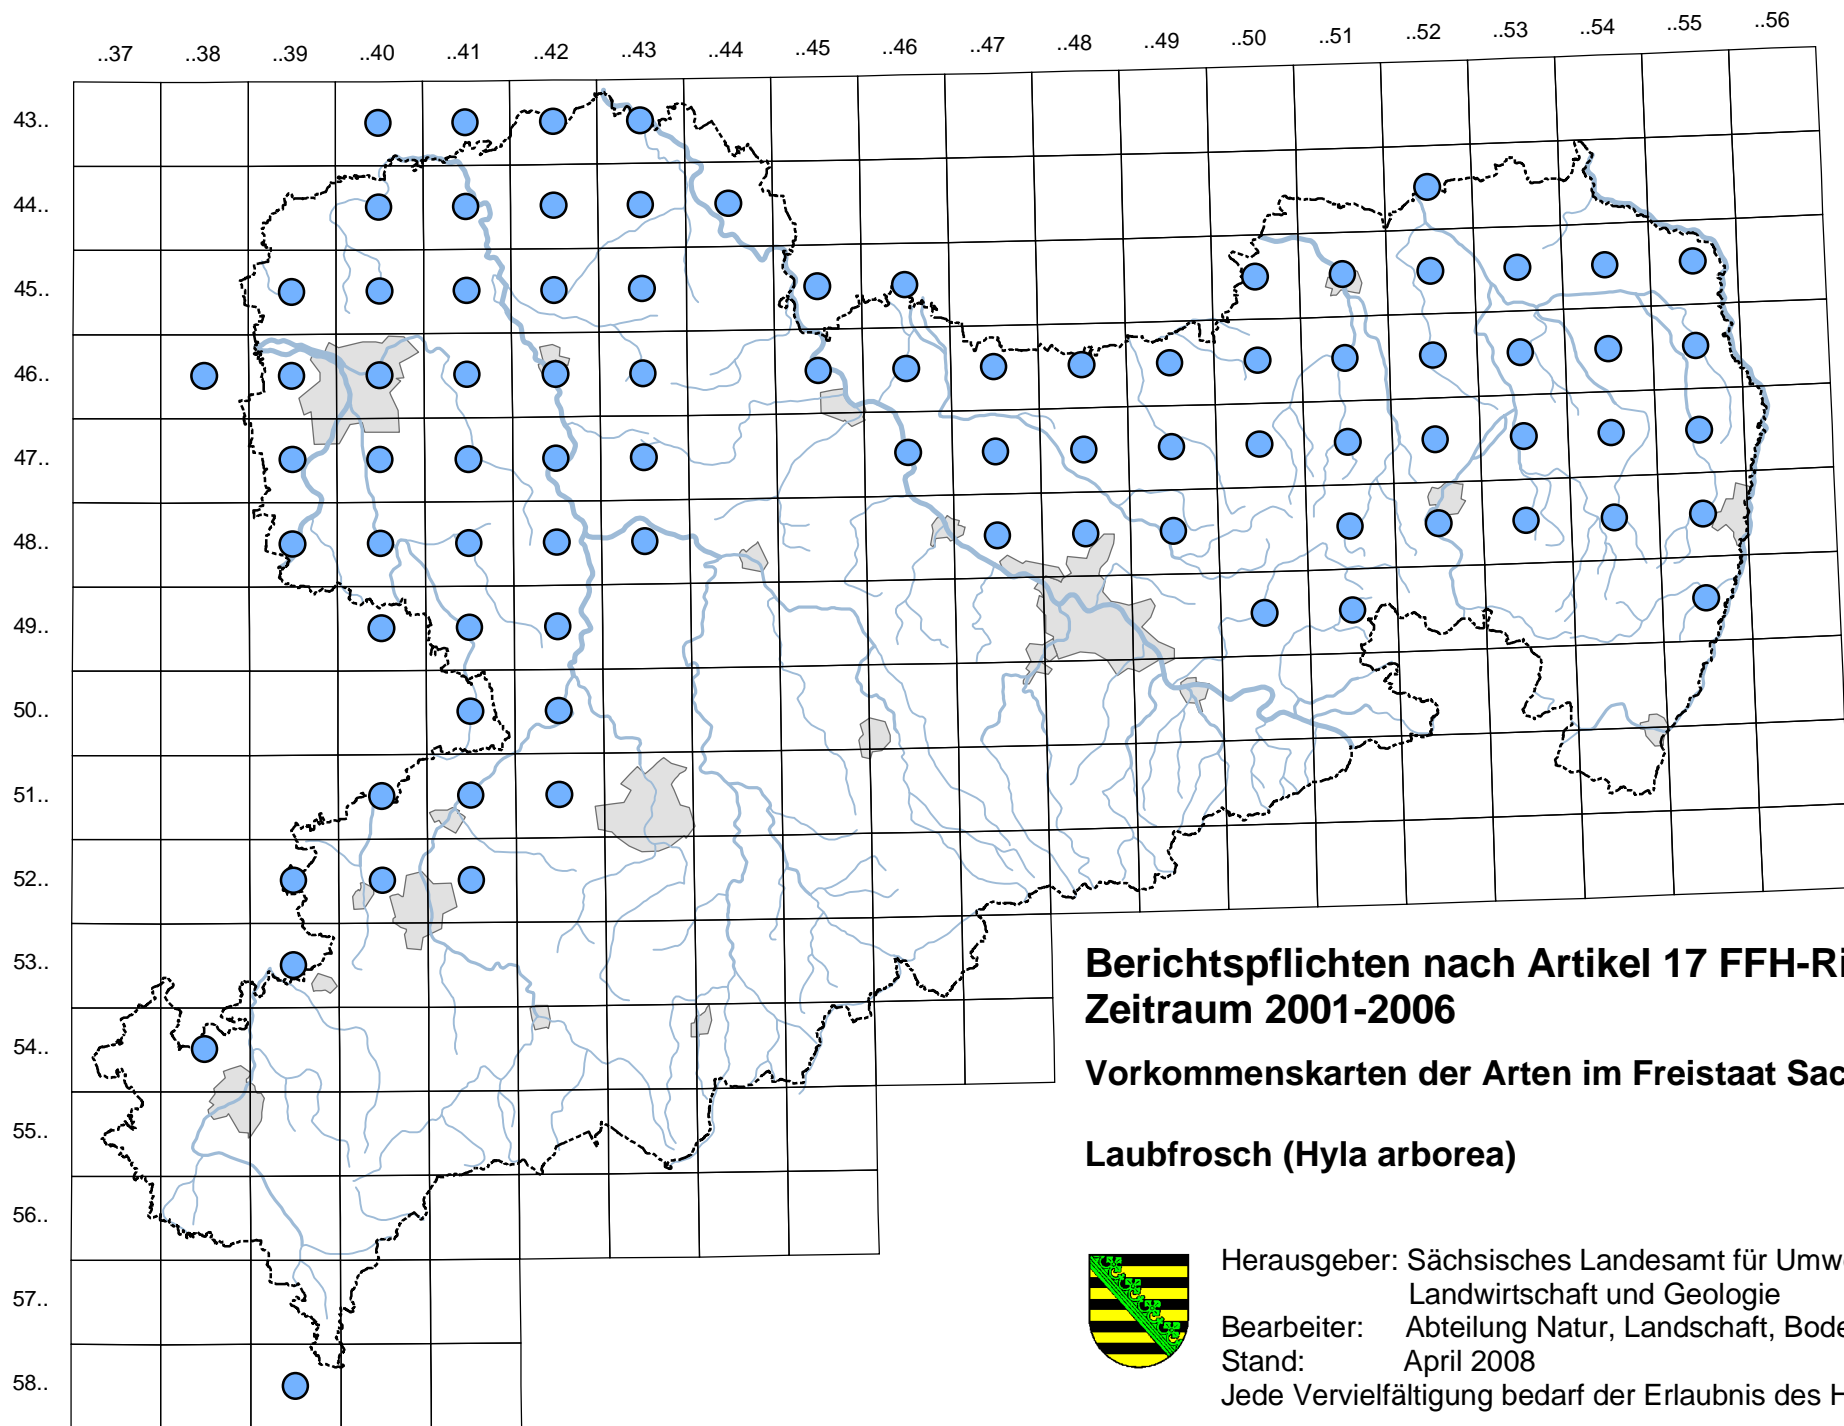 ..37 ..38 ..39 ..40 ..41 ..42 ..43 ..44 ..45 ..46 ..47 ..48 ..49 ..50 ..51 ..52 ..53 ..54 ..55 ..56
43..
44..
45..
46..
47..
48..
49..
50..
51..
52..
53..
54..
55..
56..
57..
58..
Berichtspflichten nach Artikel 17 FFH-Ri
Zeitraum 2001-2006
Vorkommenskarten der Arten im Freistaat Sac
Laubfrosch (Hyla arborea)
Herausgeber: Sächsisches Landesamt für Umwe
Landwirtschaft und Geologie
Bearbeiter: Abteilung Natur, Landschaft, Bode
Stand: April 2008
Jede Vervielfältigung bedarf der Erlaubnis des H